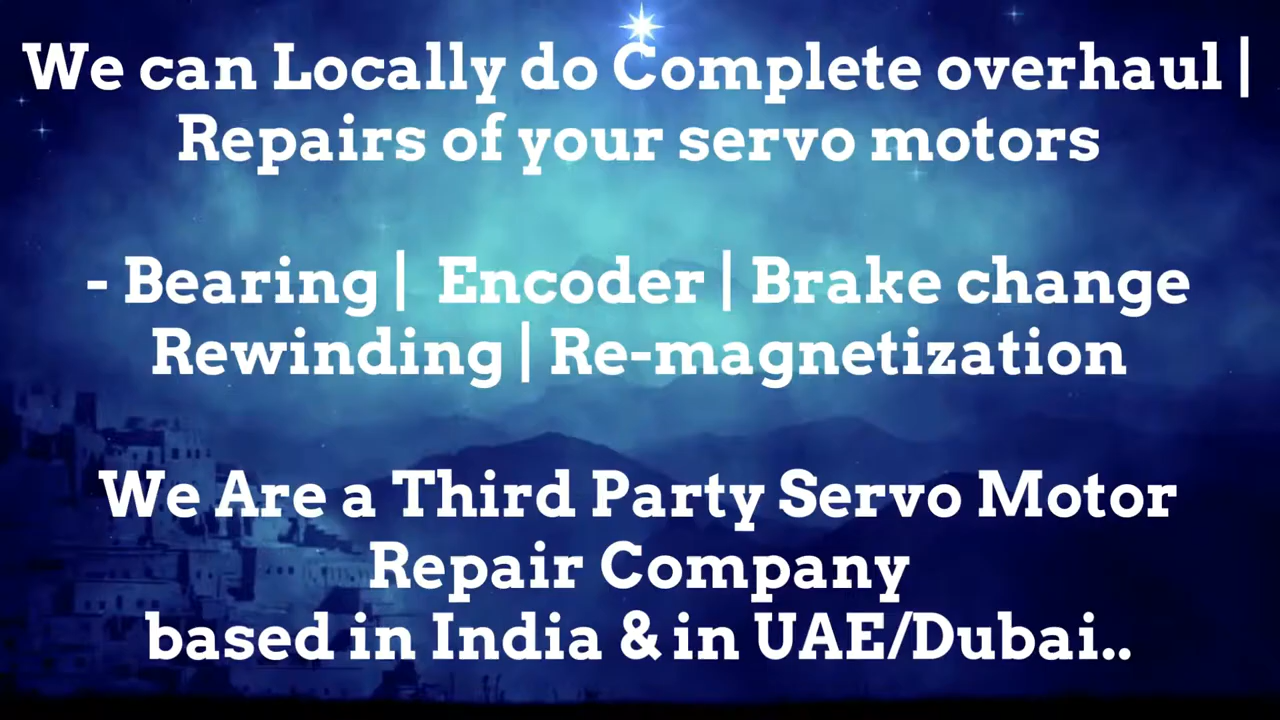 We can Locally do Complete overhaul |
Repairs of your servo motors
- Bearing | Encoder | Brake change
Rewinding | Re-magnetization
We Are a Third Party Servo Motor
Repair Company
based in India & in UAE/Dubai..